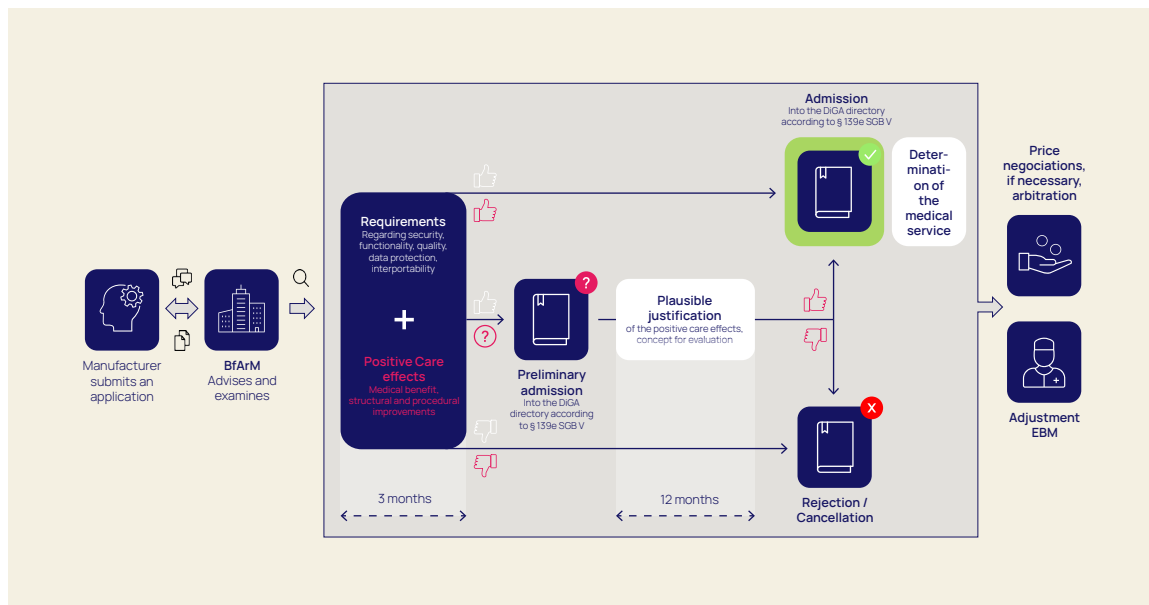 Manufacturer
submits an
application
BfArM
Advises and
examines
Requirements
Regarding security,
functionality, quality,
data protection,
interportability
+
Positive Care
effects
Medical benefit,
structural and procedural
improvements
3 months
?
?
Preliminary
admission
Into the DiGA
directory according
to § 139e SGB V
Plausible
justification
of the positive care effects,
concept for evaluation
12 months
Admission
Into the DiGA directory
according to § 139e SGB V
Deter-
minati-
on of
the
medical
service
X
Rejection /
Cancellation
Price
negociations,
if necessary,
arbitration
Adjustment
EBM